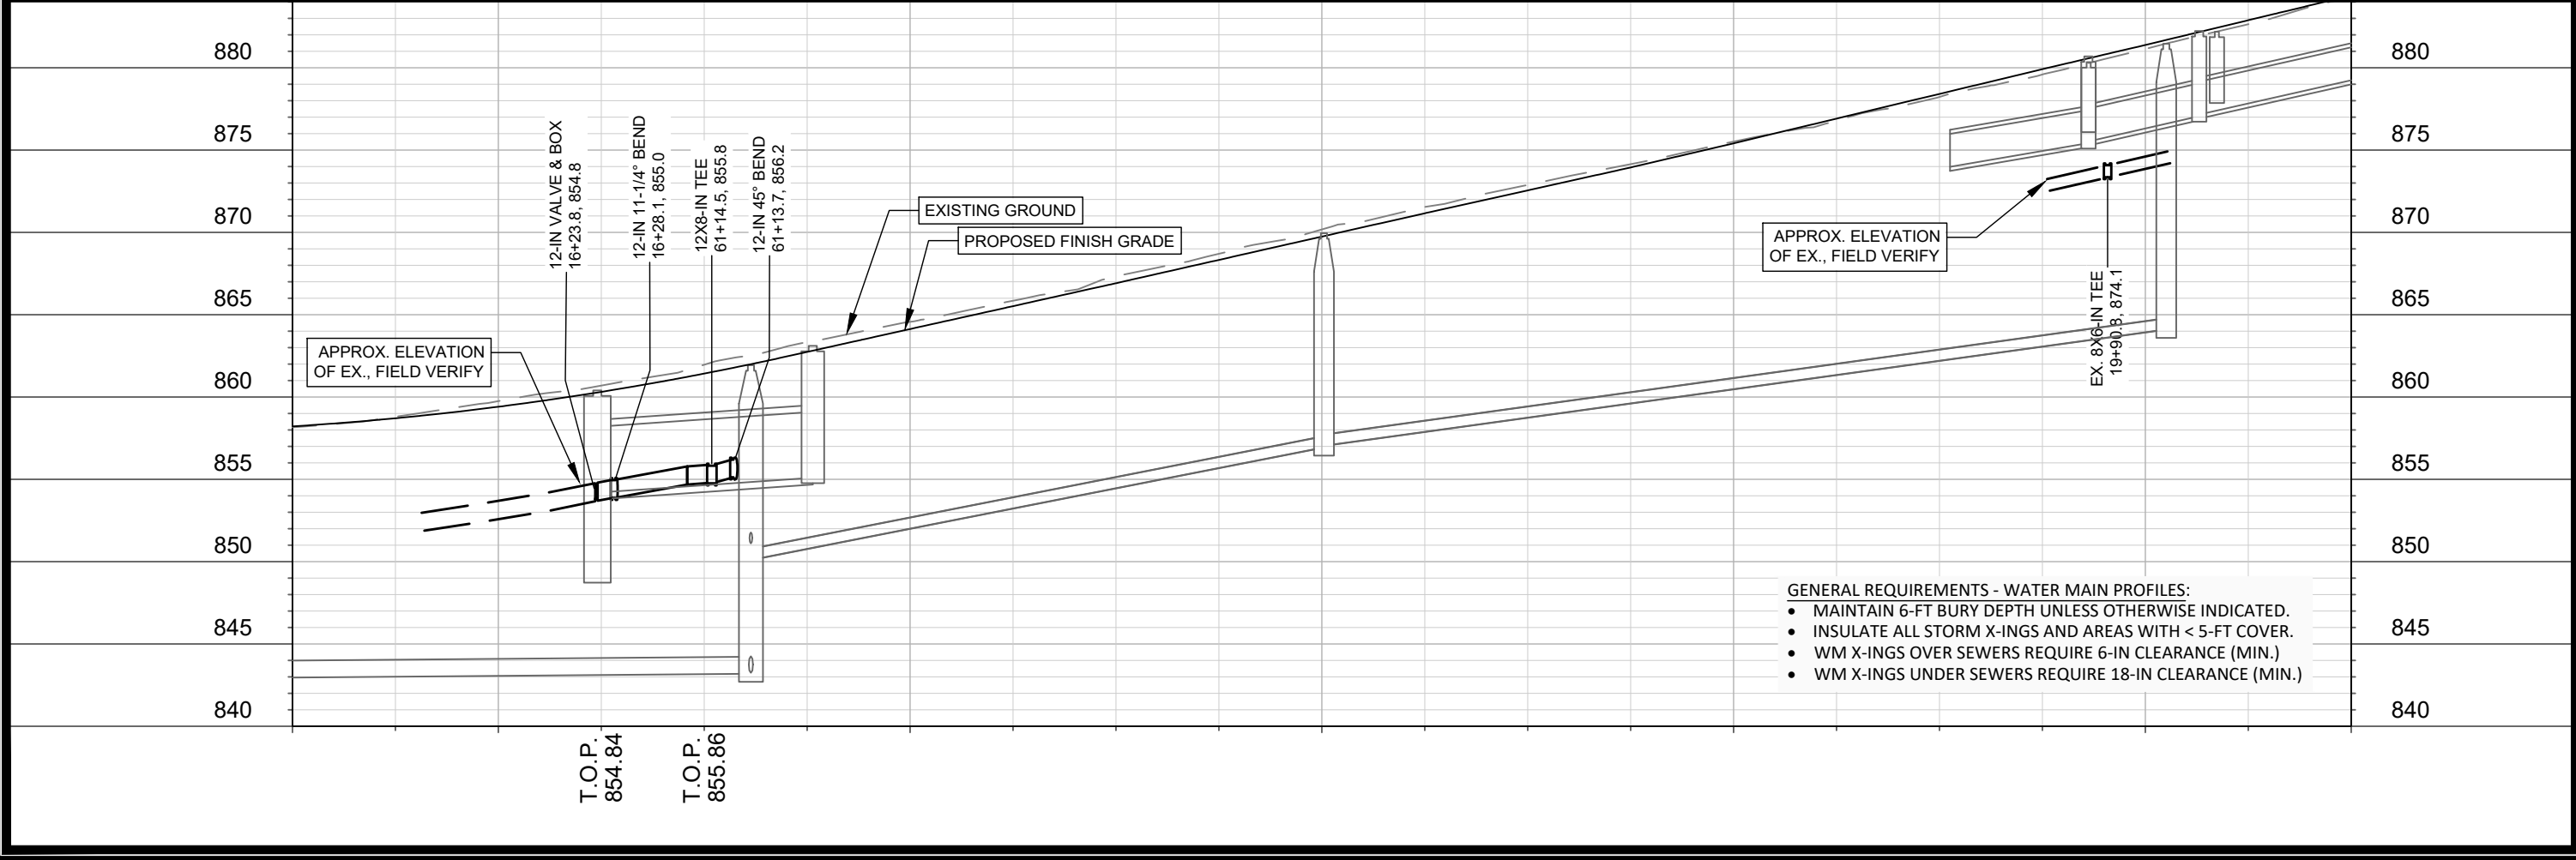 880
875
870
865
860
855
850
845
840
12-IN VALVE & BOX
16+23.8, 854.8
12-IN 11-1/4° BEND
16+28.1, 855.0
12X8-IN TEE
61+14.5, 855.8
12-IN 45° BEND
61+13.7, 856.2
EXISTING GROUND
PROPOSED FINISH GRADE
APPROX. ELEVATION
OF EX., FIELD VERIFY
APPROX. ELEVATION
OF EX., FIELD VERIFY
EX. 8X6-IN TEE
19+90.8, 874.1
GENERAL REQUIREMENTS - WATER MAIN PROFILES:
• MAINTAIN 6-FT BURY DEPTH UNLESS OTHERWISE INDICATED.
• INSULATE ALL STORM X-INGS AND AREAS WITH < 5-FT COVER.
• WM X-INGS OVER SEWERS REQUIRE 6-IN CLEARANCE (MIN.)
• WM X-INGS UNDER SEWERS REQUIRE 18-IN CLEARANCE (MIN.)
880
875
870
865
860
855
850
845
840
T.O.P.
854.84
T.O.P.
855.86